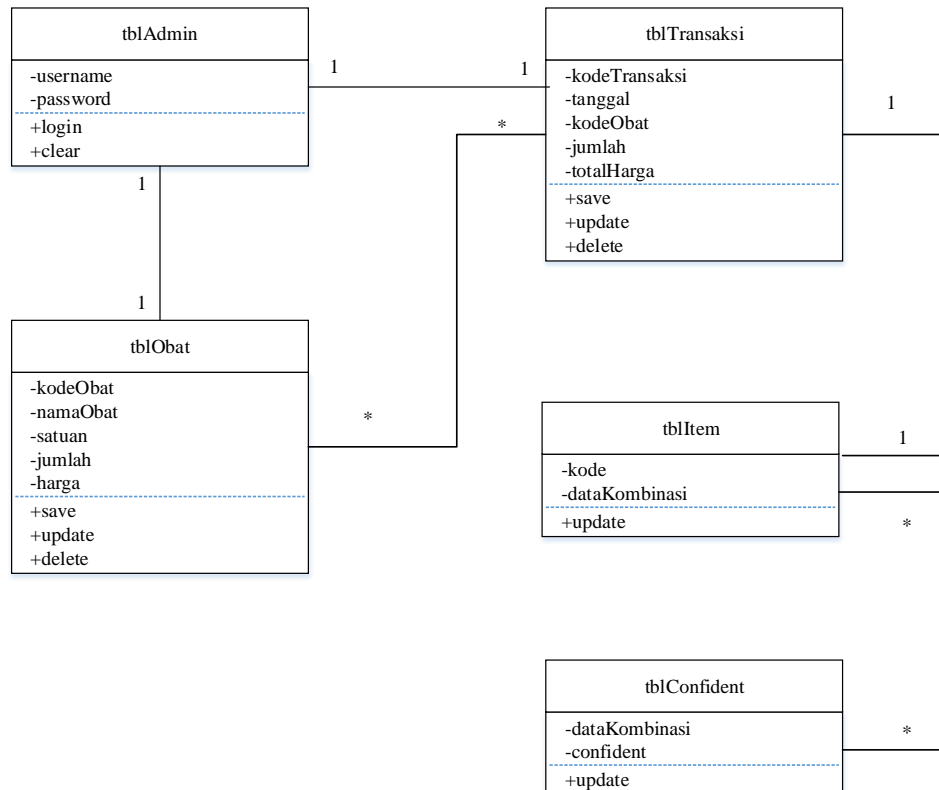 tblAdmin
-username
-password
+login
+clear
1
1
tblTransaksi
-kodeTransaksi
-tanggal
-kodeObat
-jumlah
-totalHarga
+save
+update
+delete
1
*
1
1
tblObat
-kodeObat
-namaObat
-satuan
-jumlah
-harga
+save
+update
+delete
*
tblItem
-kode
-dataKombinasi
+update
1
*
tblConfident
-dataKombinasi
-confident
+update
*